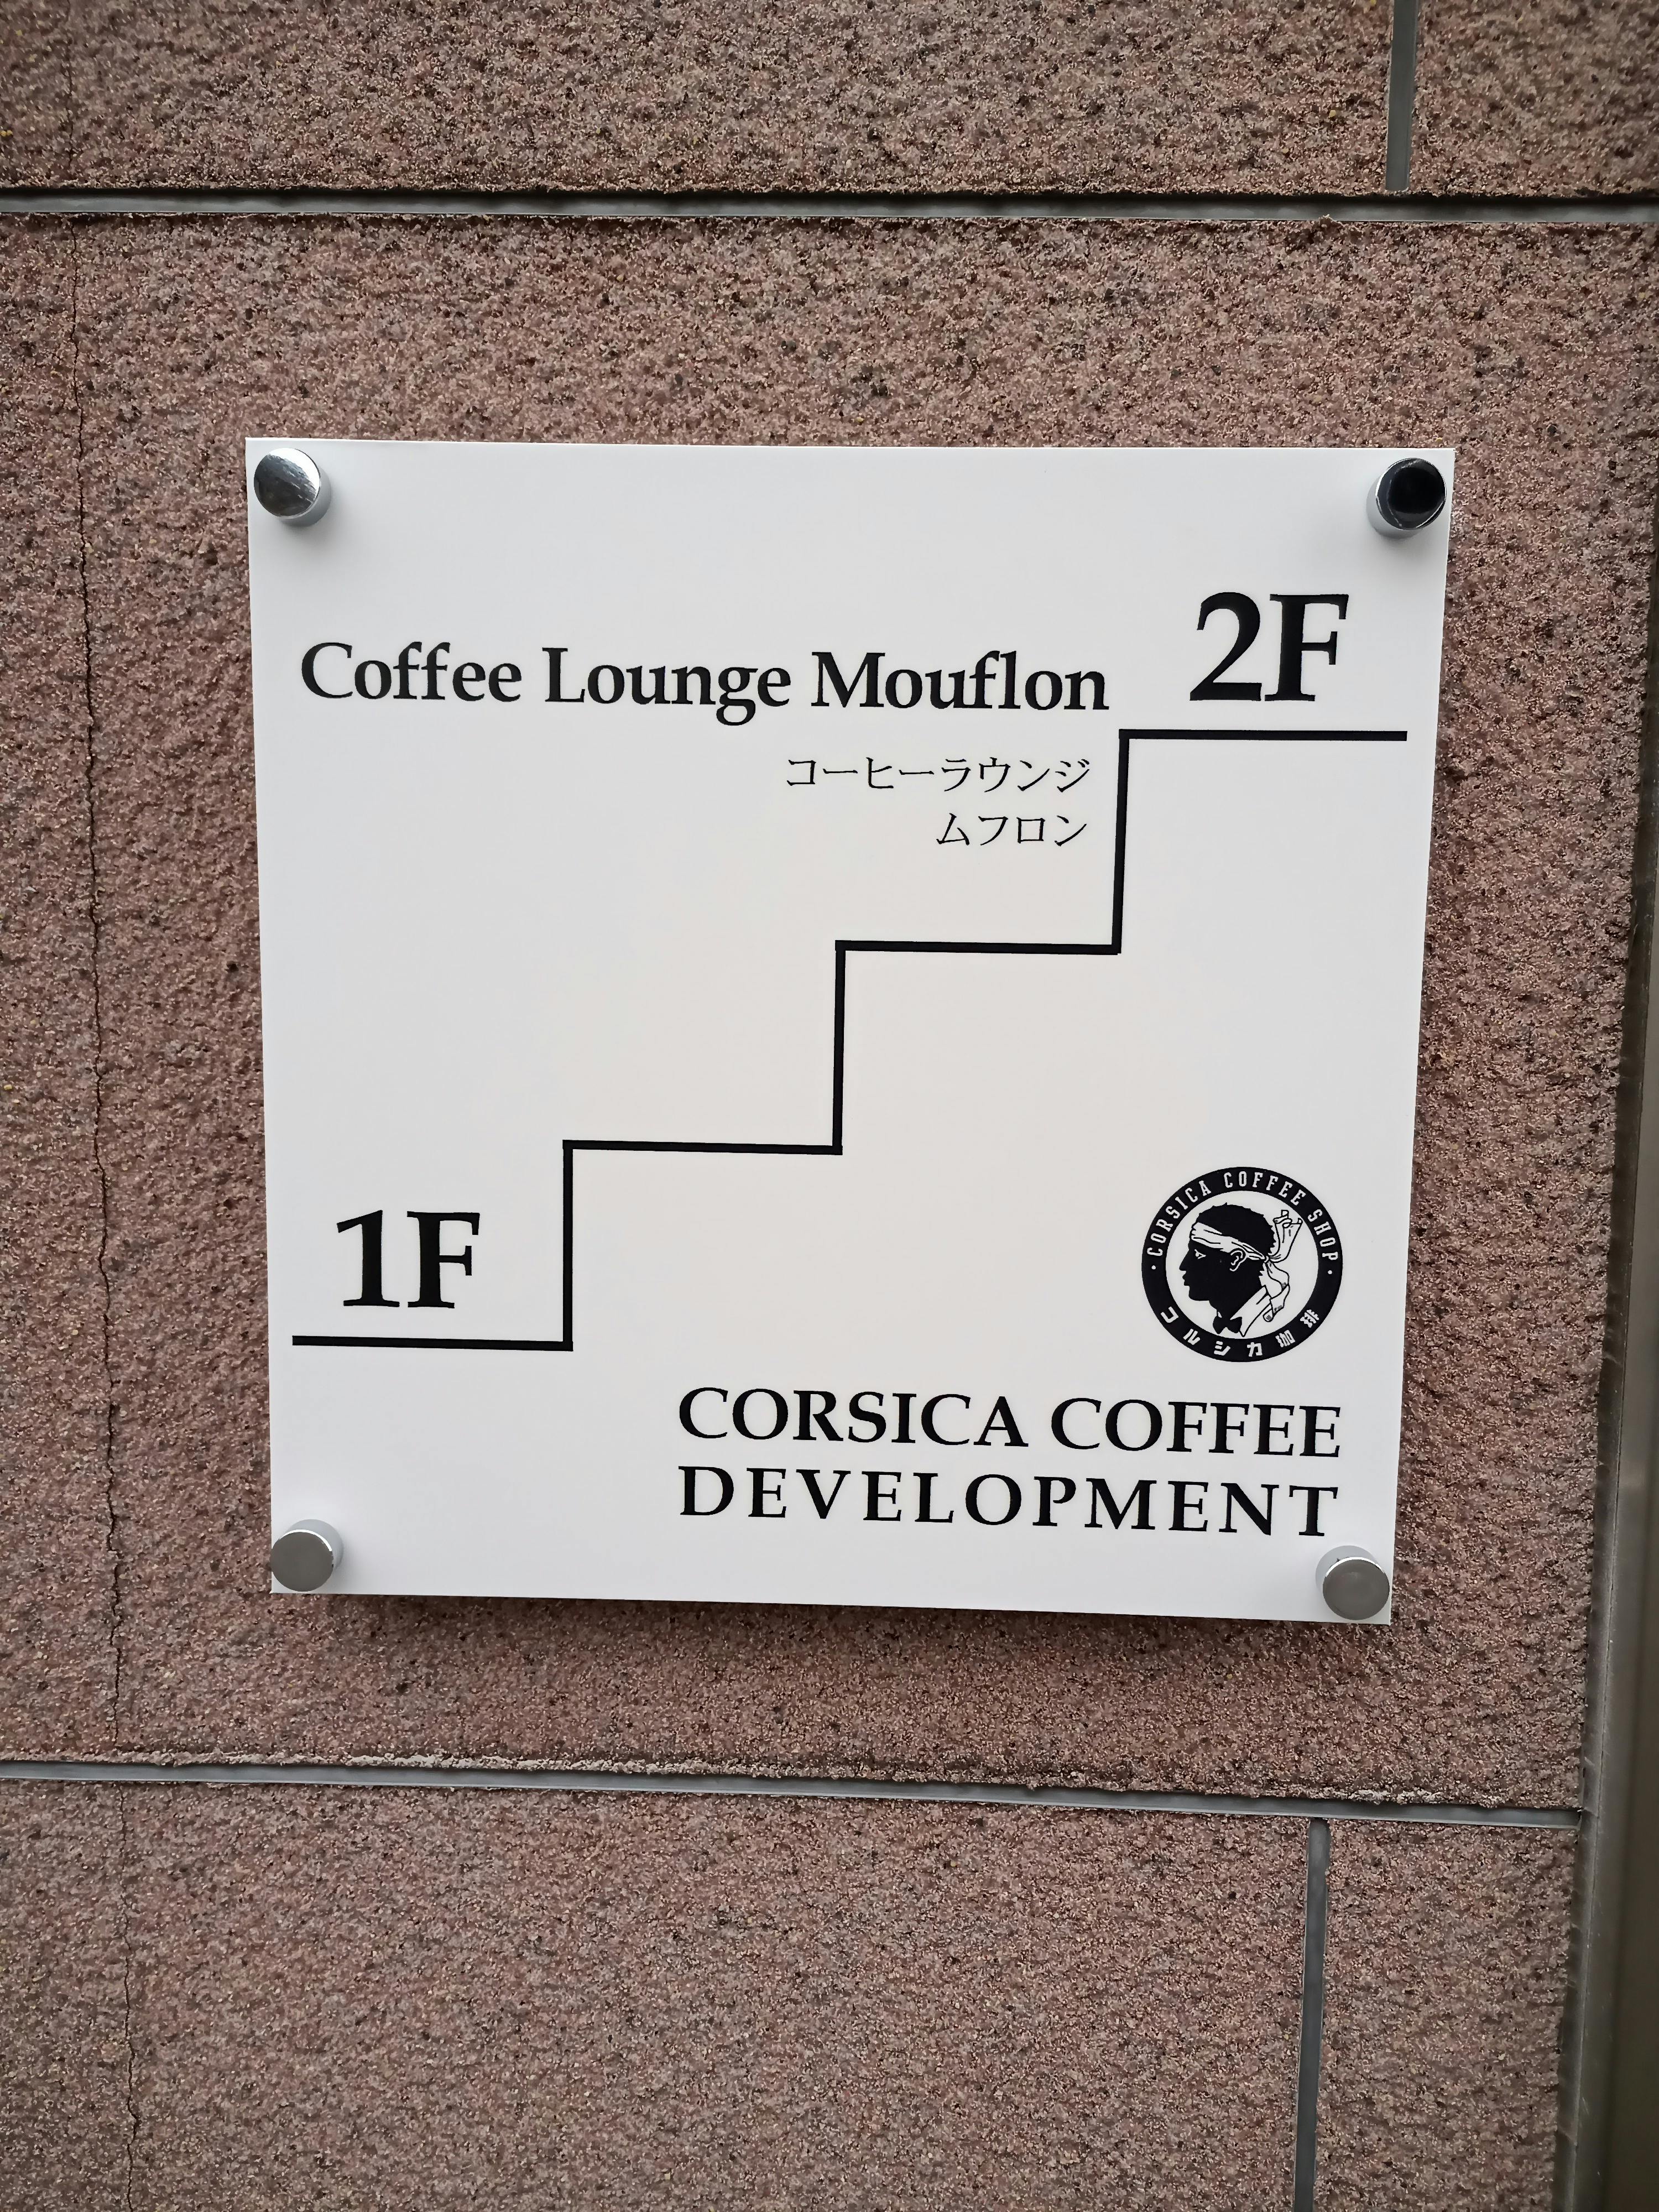 Coffee Lounge Mouflon
2F
コーヒーラウンジ
ムフロン
1F
CORSICA COFFEE SHOP
コルシカ珈琲
CORSICA COFFEE
DEVELOPMENT